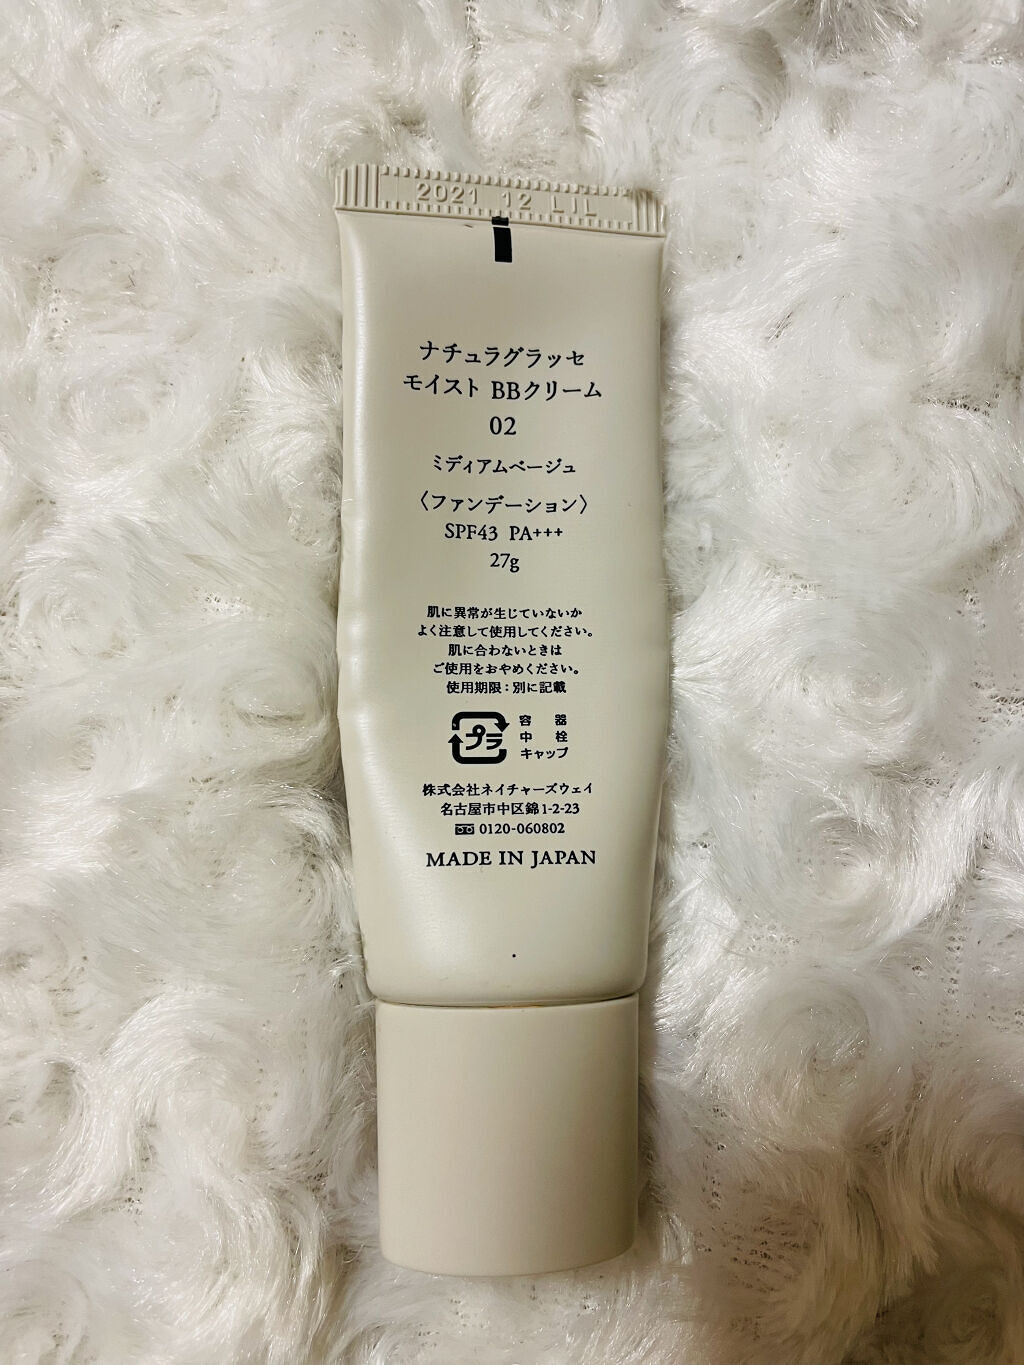 2021 12 LIL
ナチュラグラッセ
モイスト BBクリーム
02
ミディアムベージュ
〈ファンデーション〉
SPF43 PA+++
27g
肌に異常が生じていないか
よく注意して使用してください。
肌に合わないときは
ご使用をおやめください。
使用期限：別に記載
プラ
容器
中栓
キャップ
株式会社ネイチャーズウェイ
名古屋市中区錦1-2-23
0120-060802
MADE IN JAPAN